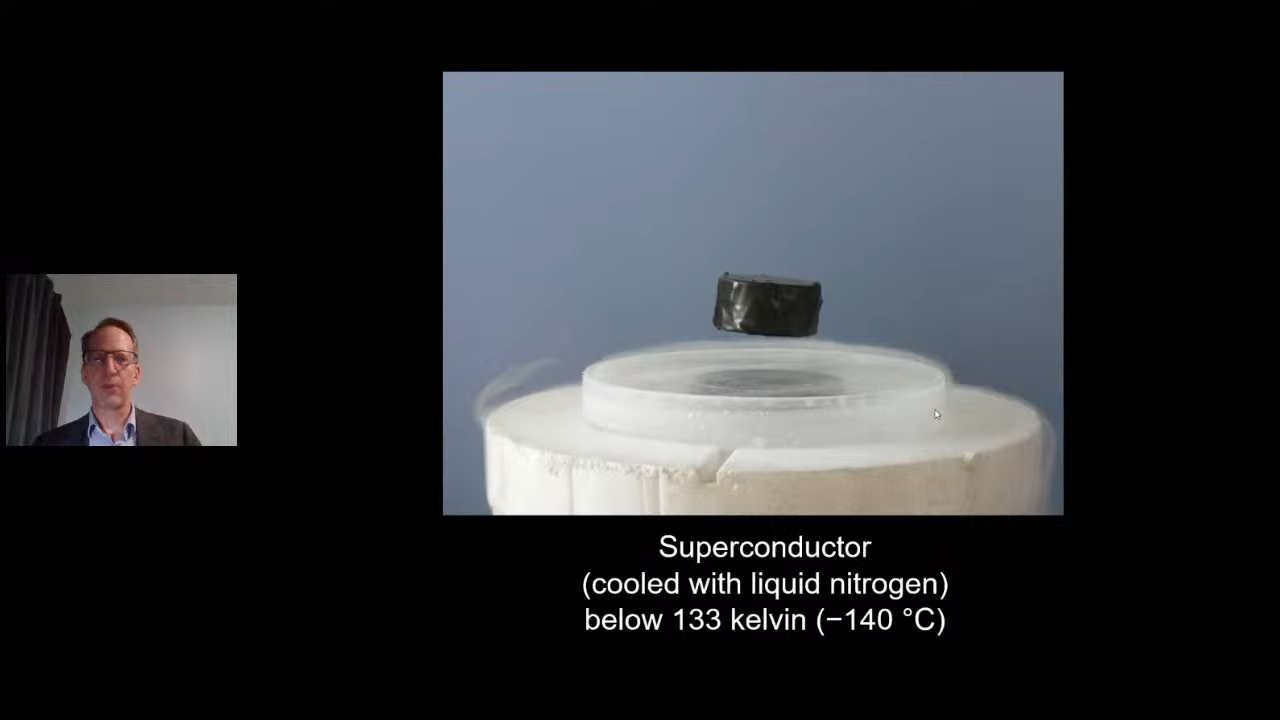 Superconductor
(cooled with liquid nitrogen)
below 133 kelvin (−140 °C)